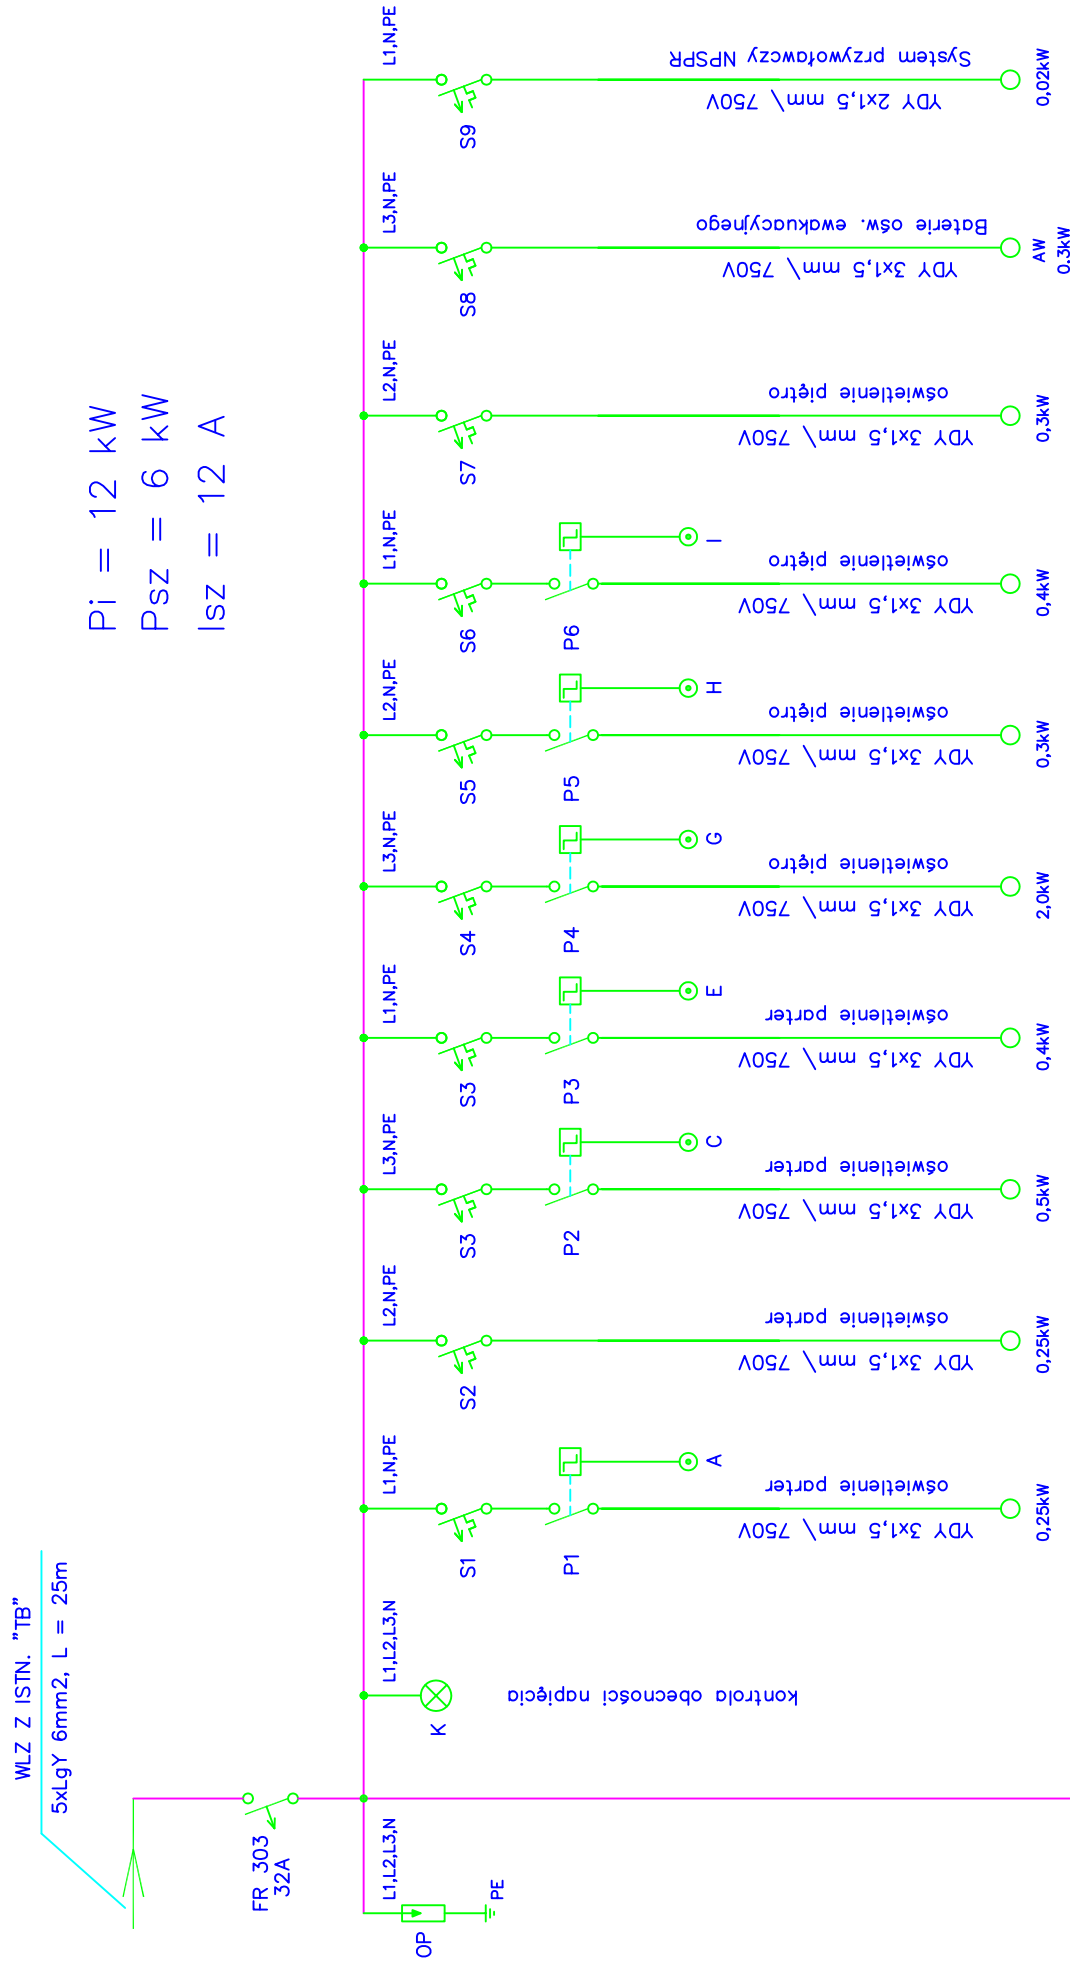 WLZ Z ISTN. "TB"
5xLgY 6mm2, L = 25m
Pi = 12 kW
Psz = 6 kW
Isz = 12 A
FR 303
32A
L1,L2,L3,N
OP
PE
L1,L2,L3,N
K
kontrola obecności napięcia
L1,N,PE
S1
P1
A
oświetlenie parter
YDY 3x1,5 mm\ 750V
0,25kW
L2,N,PE
S2
oświetlenie parter
YDY 3x1,5 mm\ 750V
0,25kW
L3,N,PE
S3
P2
C
oświetlenie parter
YDY 3x1,5 mm\ 750V
0,5kW
L1,N,PE
S3
P3
E
oświetlenie parter
YDY 3x1,5 mm\ 750V
0,4kW
L3,N,PE
S4
P4
G
oświetlenie piętro
YDY 3x1,5 mm\ 750V
2,0kW
L2,N,PE
S5
P5
H
oświetlenie piętro
YDY 3x1,5 mm\ 750V
0,3kW
L1,N,PE
S6
P6
I
oświetlenie piętro
YDY 3x1,5 mm\ 750V
0,4kW
L2,N,PE
S7
oświetlenie piętro
YDY 3x1,5 mm\ 750V
0,3kW
L3,N,PE
S8
Baterie ośw. ewakuacyjnego
YDY 3x1,5 mm\ 750V
AW
0.3kW
L1,N,PE
S9
System przywoławczy NPSPR
YDY 2x1,5 mm\ 750V
0,02kW